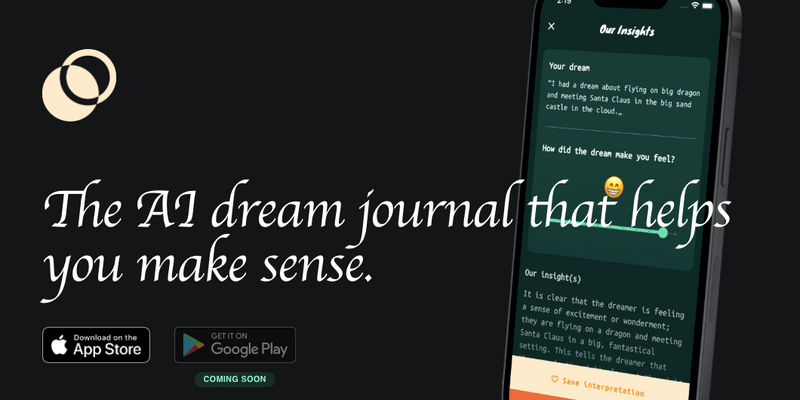 The AI dream journal that helps
you make sense.
Download on the
App Store
GET IT ON
Google Play
COMING SOON
2:19
Our Insights
Your dream
"I had a dream about flying on big dragon
and meeting Santa Claus in the big sand
castle in the cloud.„
How did the dream make you feel?
Our insight(s)
It is clear that the dreamer is feeling
a sense of excitement or wonderment;
they are flying on a dragon and meeting
Santa Claus in a big, fantastical
setting. This tells the dreamer that
Save interpretation